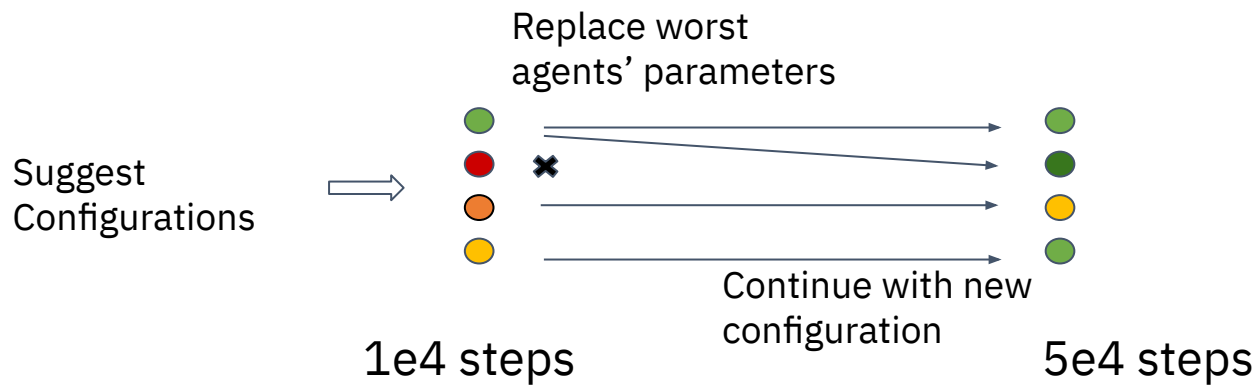 Replace worst
agents’ parameters
Suggest
Configurations
Continue with new
configuration
1e4 steps
5e4 steps